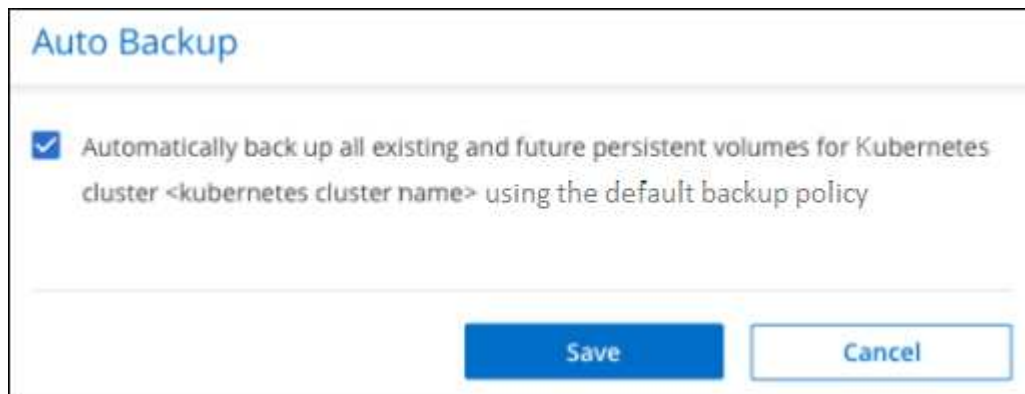 Auto Backup
Automatically back up all existing and future persistent volumes for Kubernetes
cluster <kubernetes cluster name> using the default backup policy
Save
Cancel